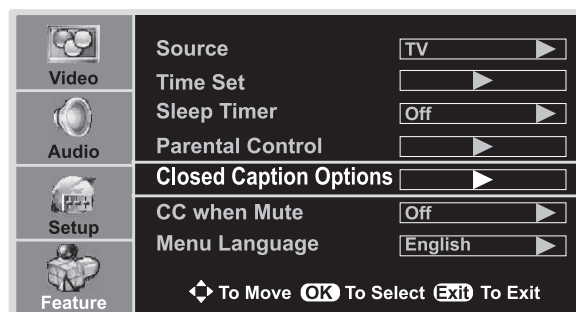 Video
Audio
Setup
Feature
Source TV
Time Set
Sleep Timer Off
Parental Control
Closed Caption Options
CC when Mute Off
Menu Language English
To Move OK To Select Exit To Exit